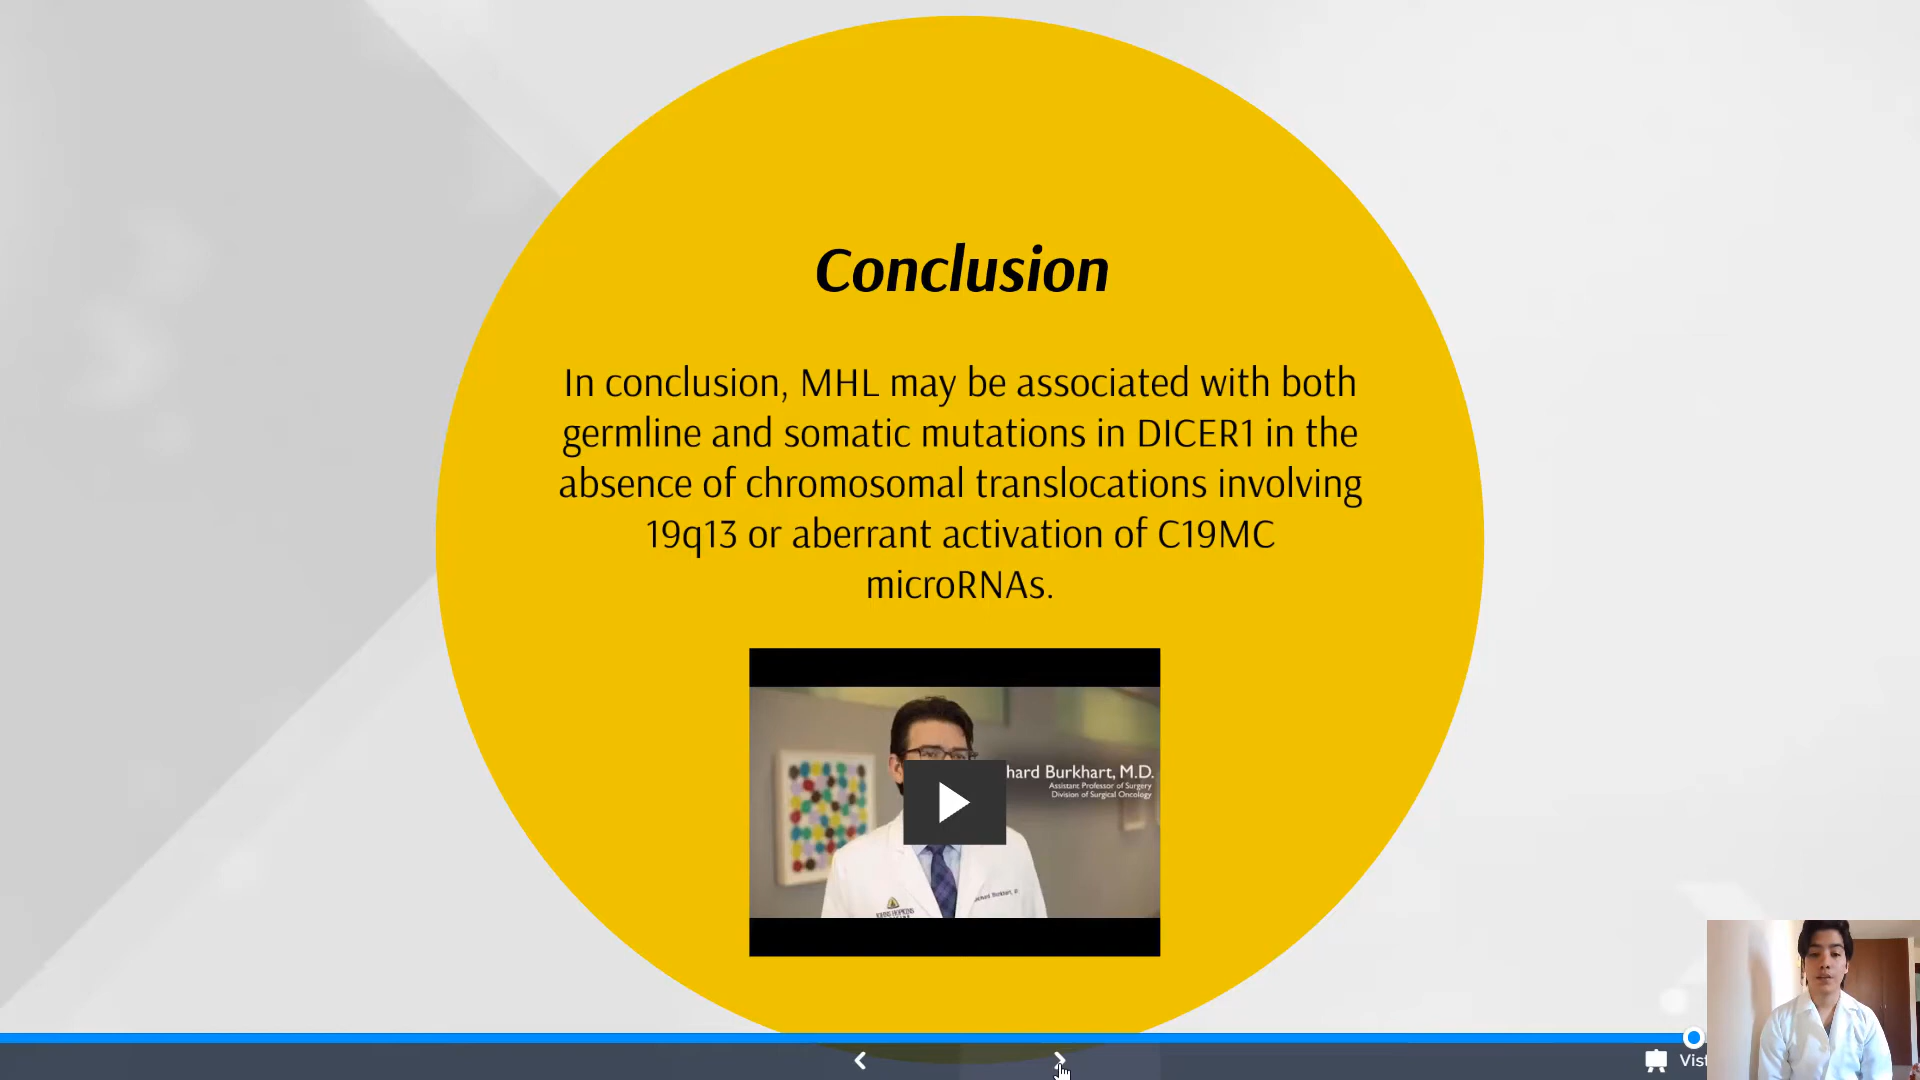 Conclusion
In conclusion, MHL may be associated with both
germline and somatic mutations in DICER1 in the
absence of chromosomal translocations involving
19q13 or aberrant activation of C19MC
microRNAs.
hard Burkhart, M.D.
Assistant Professor of Surgery
Division of Surgical Oncology
JOHNS HOPKINS